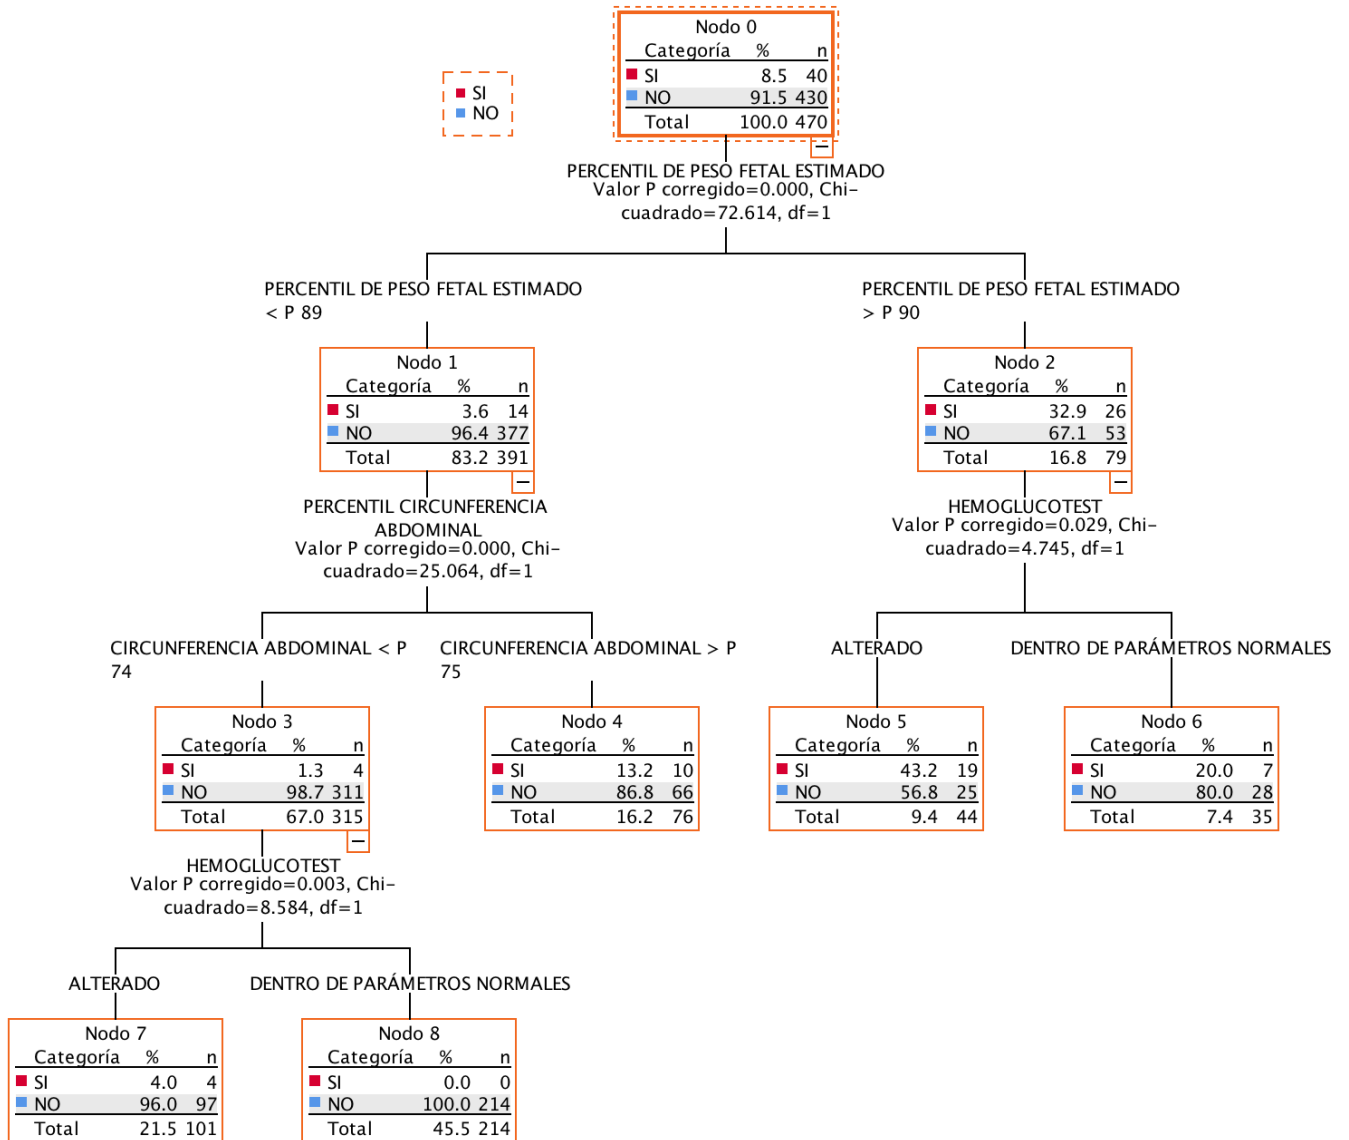 Nodo 0
Categoría % n
SI 8.5 40
NO 91.5 430
Total 100.0 470
SI
NO
PERCENTIL DE PESO FETAL ESTIMADO
Valor P corregido=0.000, Chi-
cuadrado=72.614, df=1
PERCENTIL DE PESO FETAL ESTIMADO
< P 89
PERCENTIL DE PESO FETAL ESTIMADO
> P 90
Nodo 1
Categoría % n
SI 3.6 14
NO 96.4 377
Total 83.2 391
Nodo 2
Categoría % n
SI 32.9 26
NO 67.1 53
Total 16.8 79
PERCENTIL CIRCUNFERENCIA
ABDOMINAL
Valor P corregido=0.000, Chi-
cuadrado=25.064, df=1
HEMOGLUCOTEST
Valor P corregido=0.029, Chi-
cuadrado=4.745, df=1
CIRCUNFERENCIA ABDOMINAL < P
74
CIRCUNFERENCIA ABDOMINAL > P
75
ALTERADO
DENTRO DE PARÁMETROS NORMALES
Nodo 3
Categoría % n
SI 1.3 4
NO 98.7 311
Total 67.0 315
Nodo 4
Categoría % n
SI 13.2 10
NO 86.8 66
Total 16.2 76
Nodo 5
Categoría % n
SI 43.2 19
NO 56.8 25
Total 9.4 44
Nodo 6
Categoría % n
SI 20.0 7
NO 80.0 28
Total 7.4 35
HEMOGLUCOTEST
Valor P corregido=0.003, Chi-
cuadrado=8.584, df=1
ALTERADO
DENTRO DE PARÁMETROS NORMALES
Nodo 7
Categoría % n
SI 4.0 4
NO 96.0 97
Total 21.5 101
Nodo 8
Categoría % n
SI 0.0 0
NO 100.0 214
Total 45.5 214